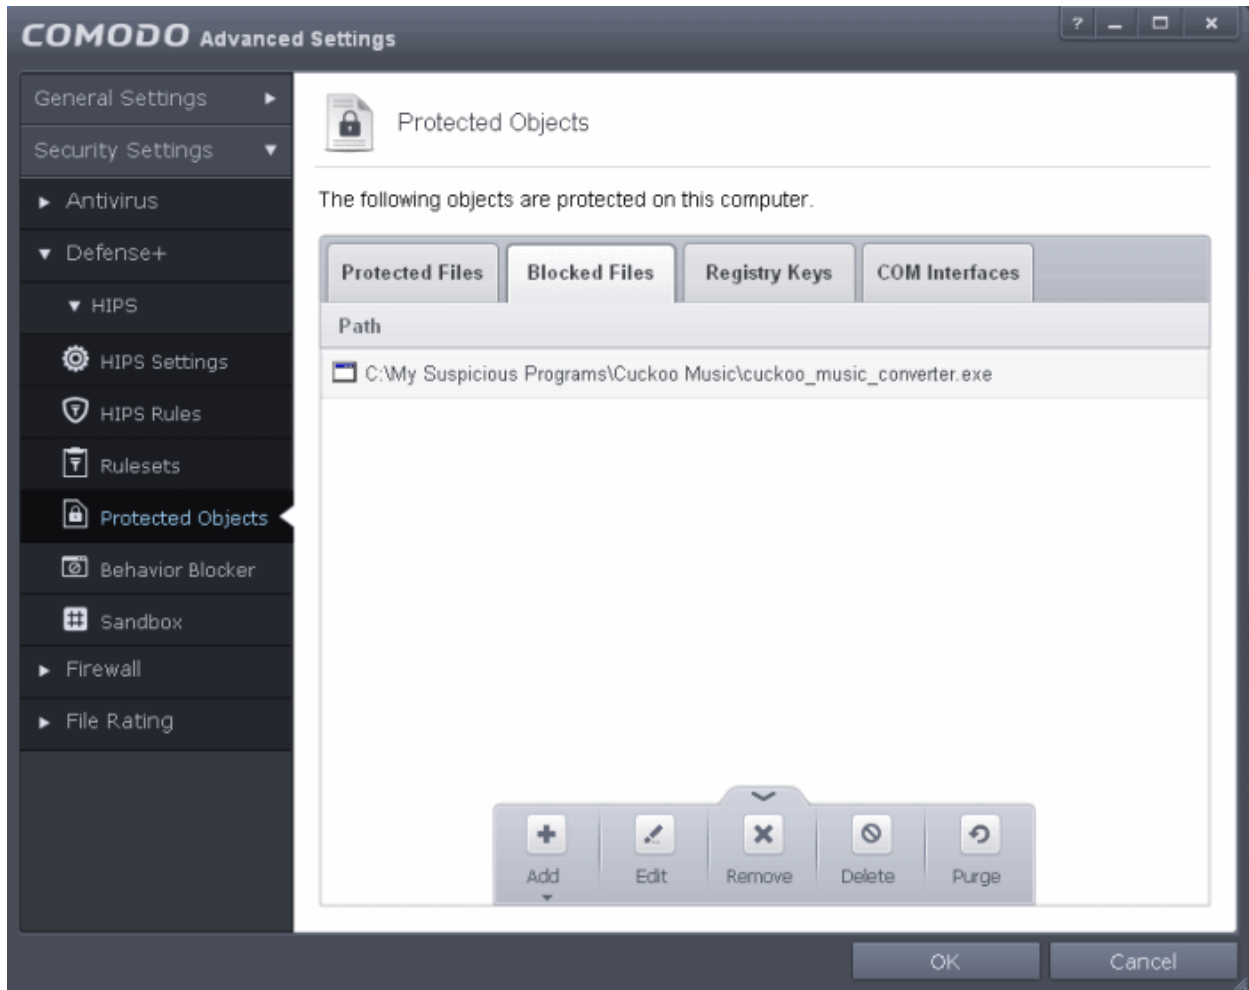 COMODO Advanced Settings
?
General Settings
Security Settings
Antivirus
Defense+
HIPS
HIPS Settings
HIPS Rules
Rulesets
Protected Objects
Behavior Blocker
Sandbox
Firewall
File Rating
Protected Objects
The following objects are protected on this computer.
Protected Files Blocked Files Registry Keys COM Interfaces
Path
C:\My Suspicious Programs\Cuckoo Music\cuckoo_music_converter.exe
Add Edit Remove Delete Purge
OK Cancel